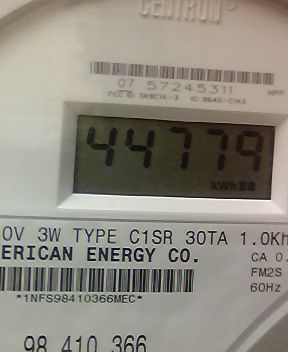 CENTRON
07 57245311
44779
kWh
0V 3W TYPE C1SR 30TA 1.0Kh
ERICAN ENERGY CO.
CA 0.
FM2S
60Hz
*1NFS98410366MEC*
98 410 366